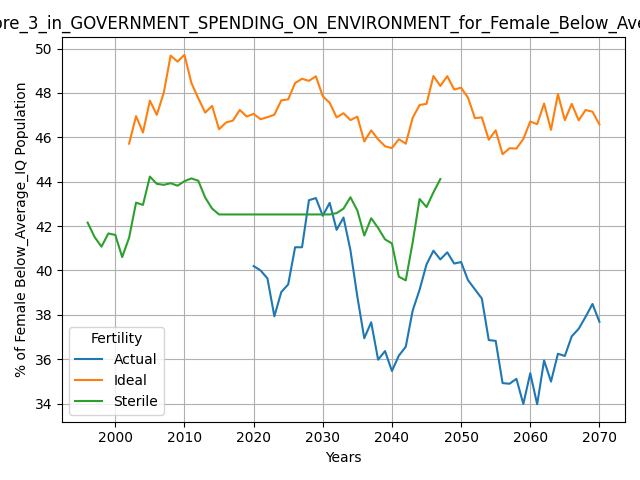 ore_3_in_GOVERNMENT_SPENDING_ON_ENVIRONMENT_for_Female_Below_Ave
50
48
46
44
42
40
38
36
34
% of Female Below_Average_IQ Population
Fertility
Actual
Ideal
Sterile
2000 2010 2020 2030 2040 2050 2060 2070
Years